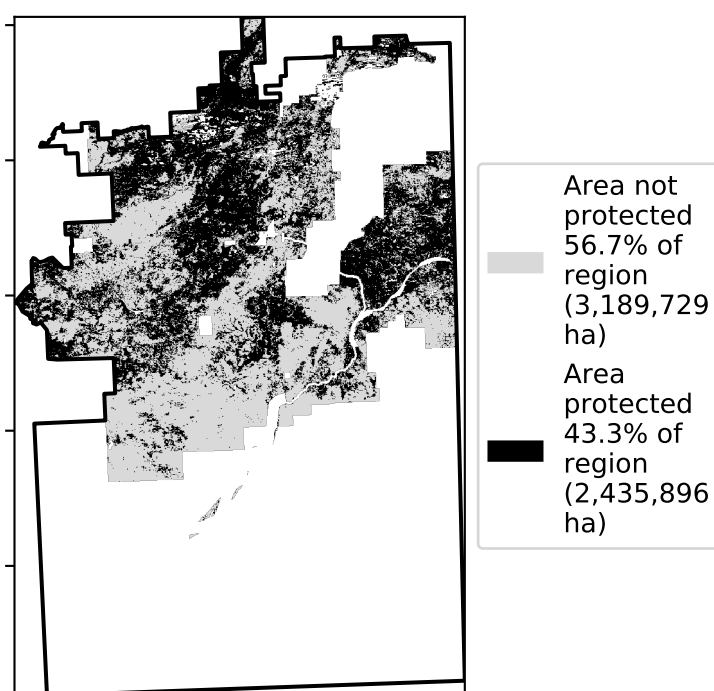 Area not
protected
56.7% of
region
(3,189,729
ha)
Area
protected
43.3% of
region
(2,435,896
ha)